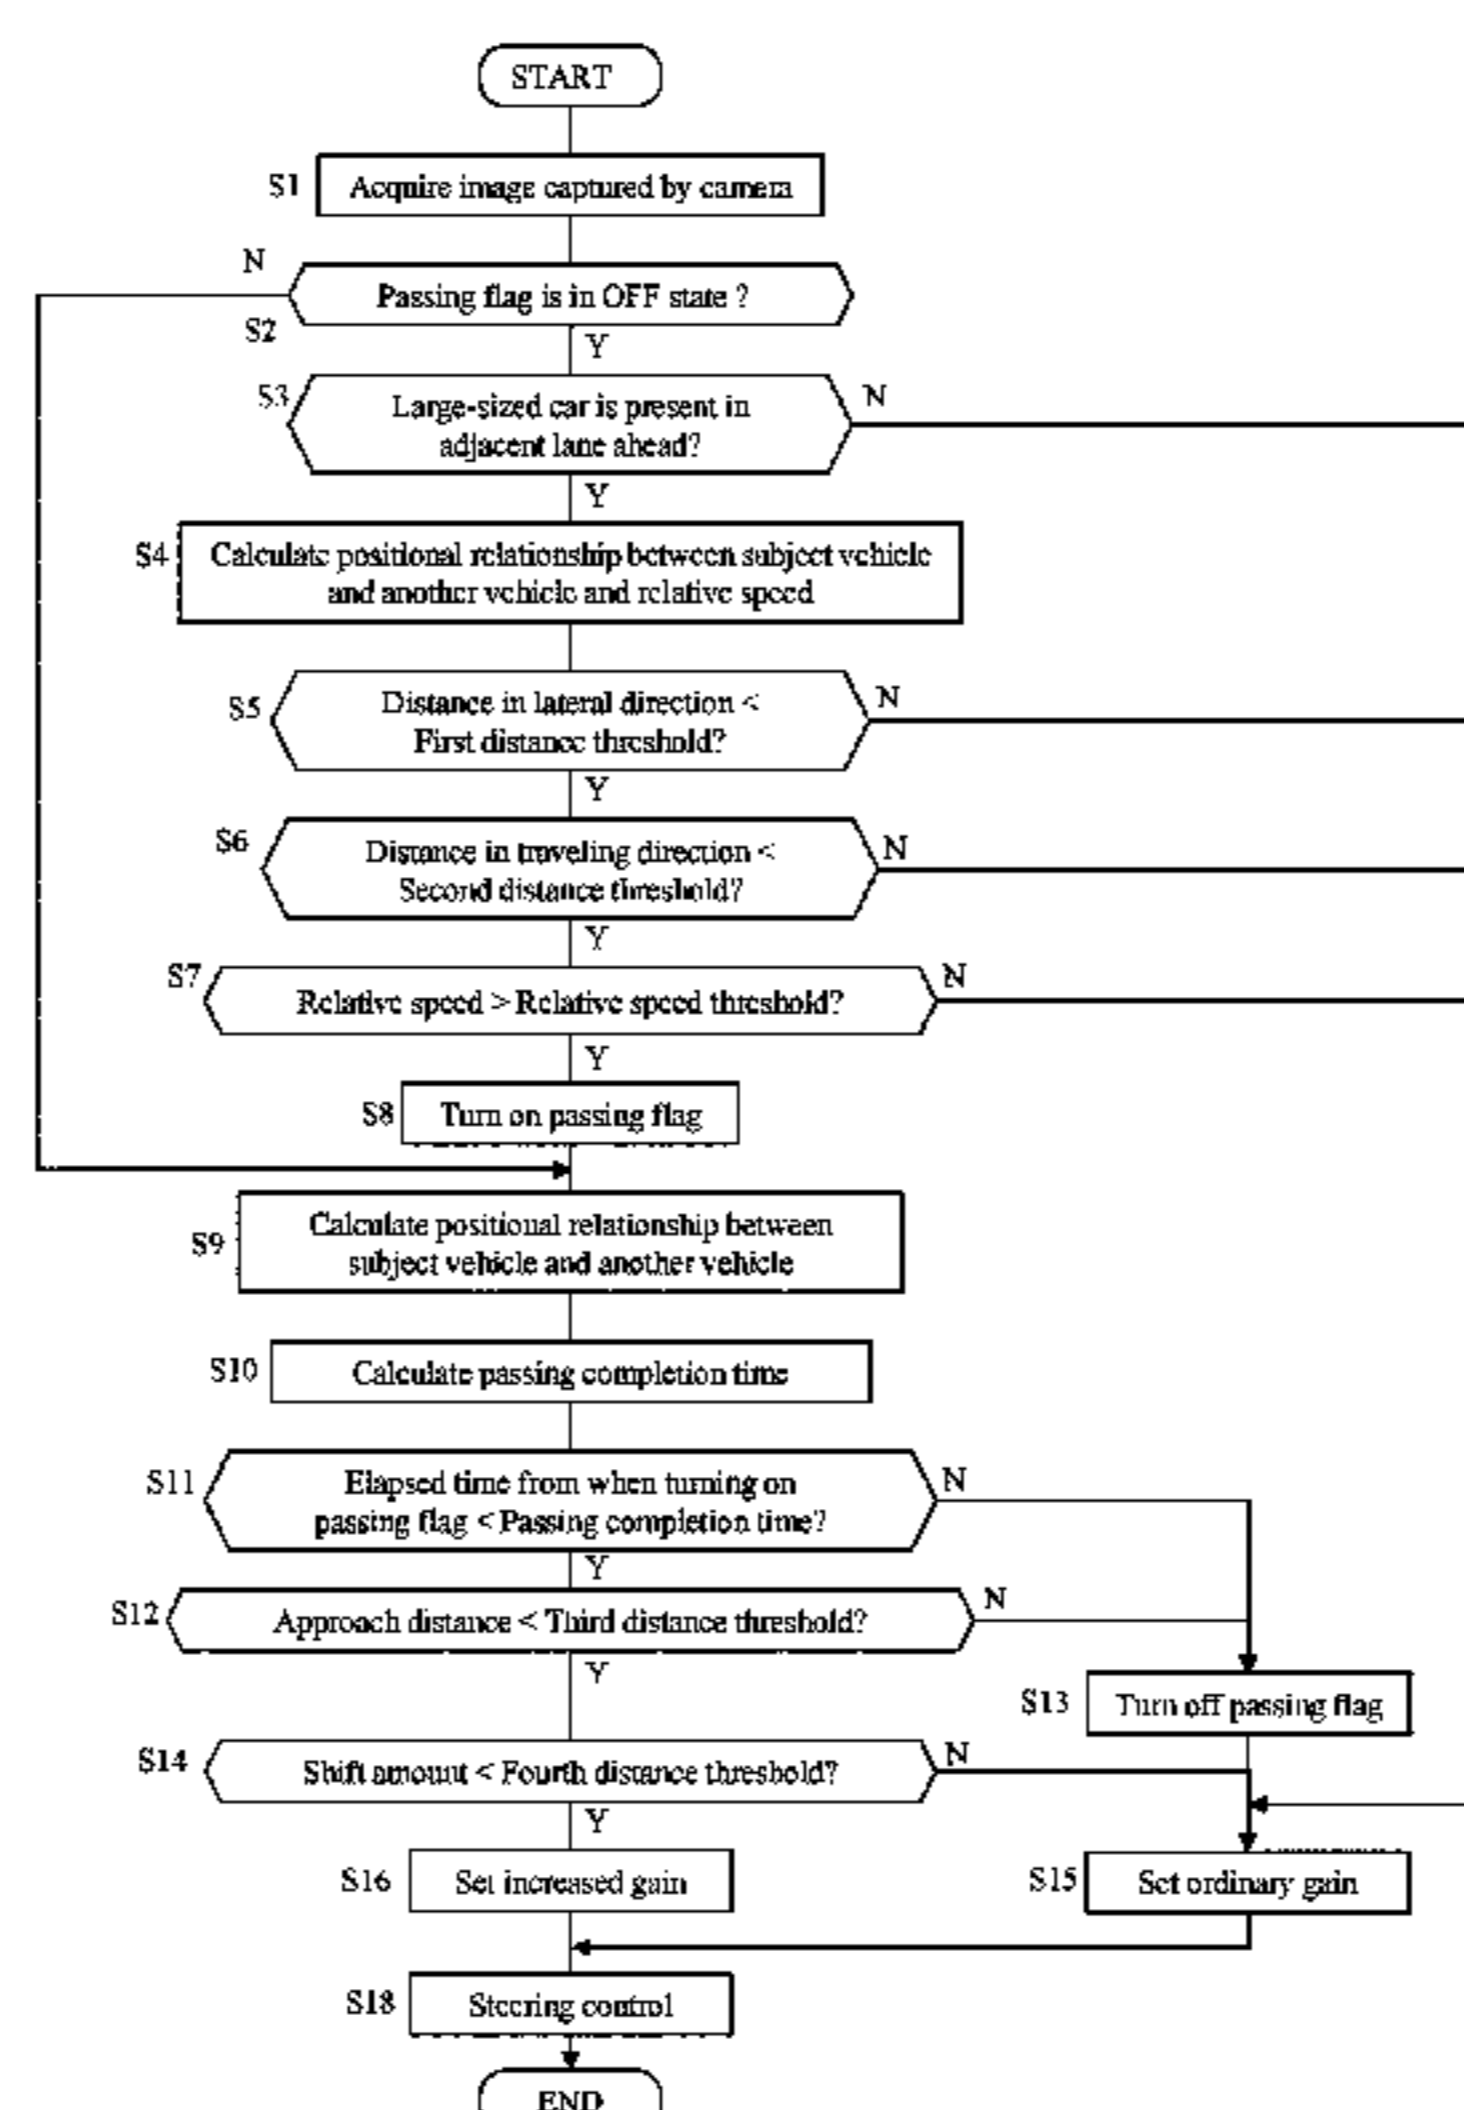 START
S1
Acquire image captured by camera
N
Passing flag is in OFF state ?
S2
Y
S3
Large-sized car is present in
adjacent lane ahead?
N
Y
S4
Calculate positional relationship between subject vehicle
and another vehicle and relative speed
S5
Distance in lateral direction <
First distance threshold?
N
Y
S6
Distance in traveling direction <
Second distance threshold?
N
Y
S7
Relative speed > Relative speed threshold?
N
Y
S8
Turn on passing flag
S9
Calculate positional relationship between
subject vehicle and another vehicle
S10
Calculate passing completion time
S11
Elapsed time from when turning on
passing flag < Passing completion time?
N
Y
S12
Approach distance < Third distance threshold?
N
Y
S13
Turn off passing flag
S14
Shift amount < Fourth distance threshold?
N
Y
S16
Set increased gain
S15
Set ordinary gain
S18
Steering control
END